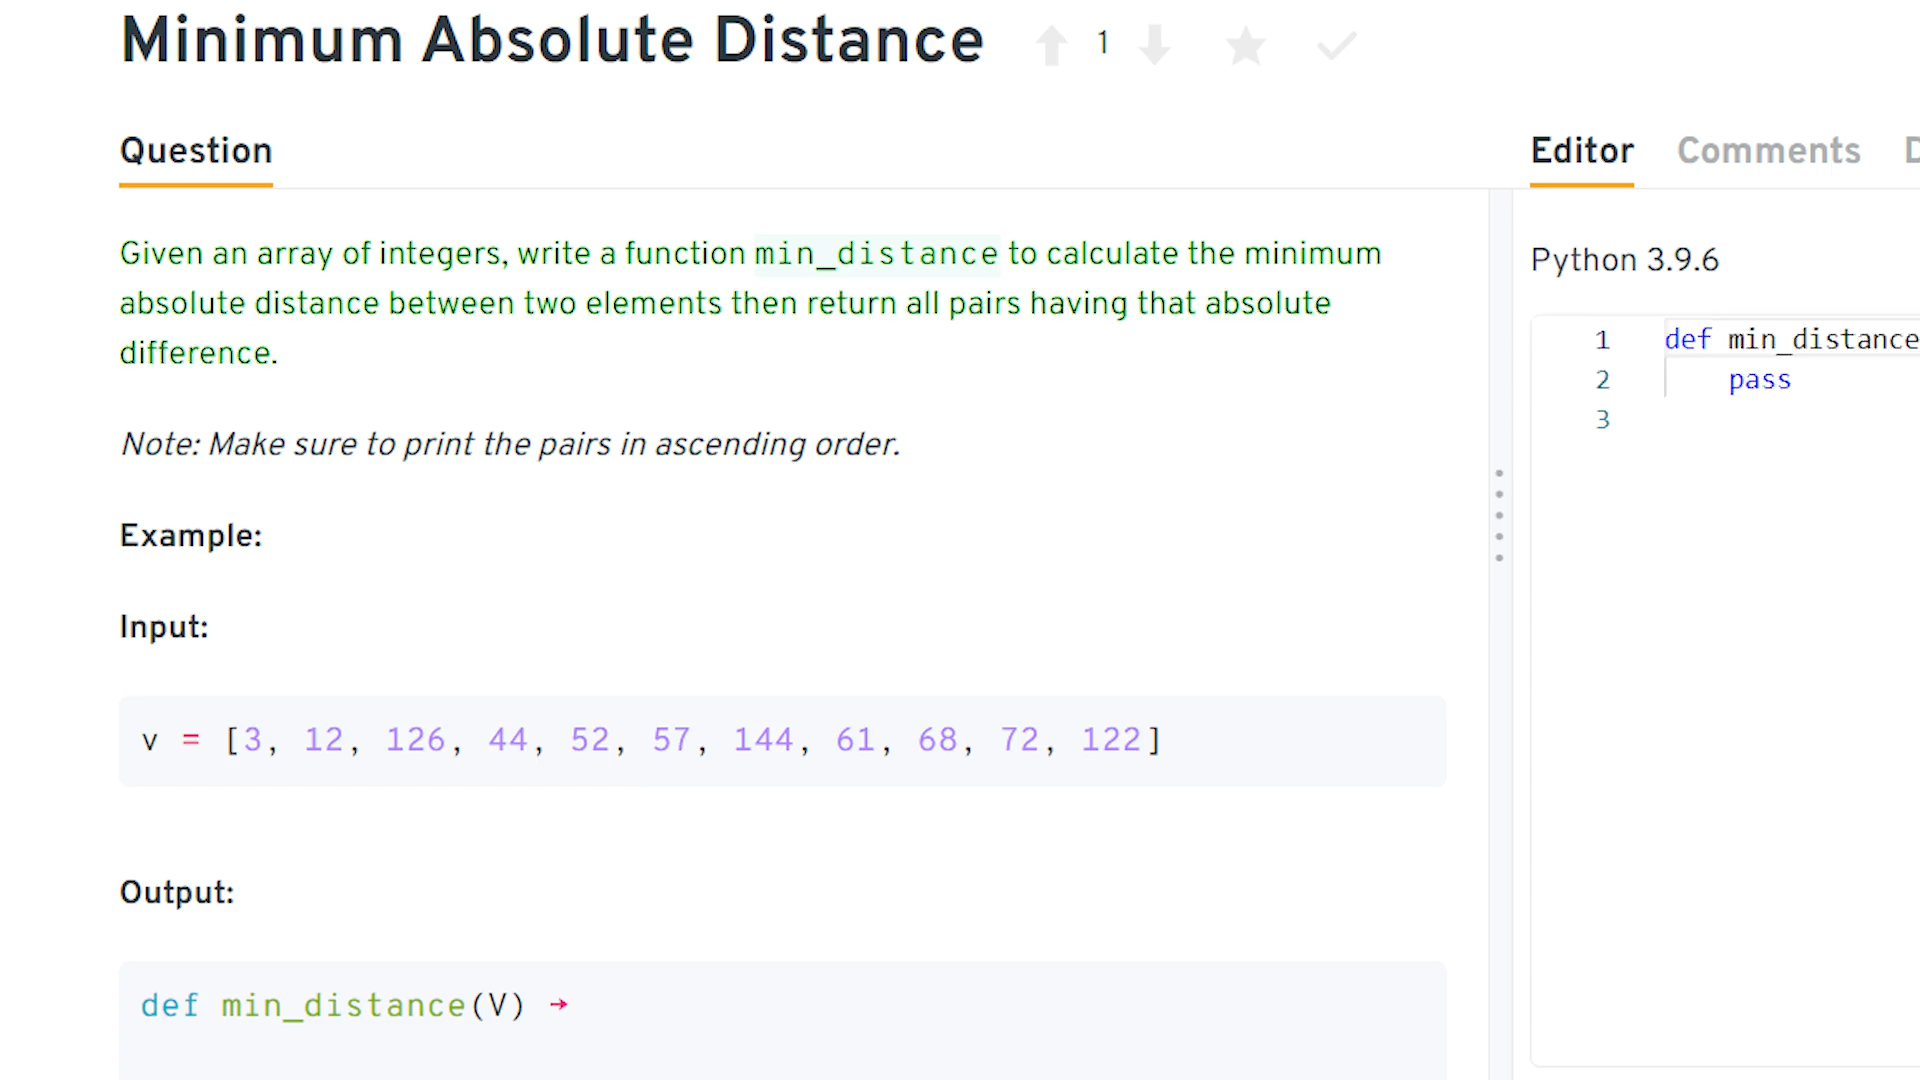 Minimum Absolute Distance 1
Question
Editor Comments
Given an array of integers, write a function min_distance to calculate the minimum
absolute distance between two elements then return all pairs having that absolute
difference.
Note: Make sure to print the pairs in ascending order.
Example:
Input:
v = [3, 12, 126, 44, 52, 57, 144, 61, 68, 72, 122]
Output:
def min_distance(V) →
Python 3.9.6
1 def min_distance
2 pass
3